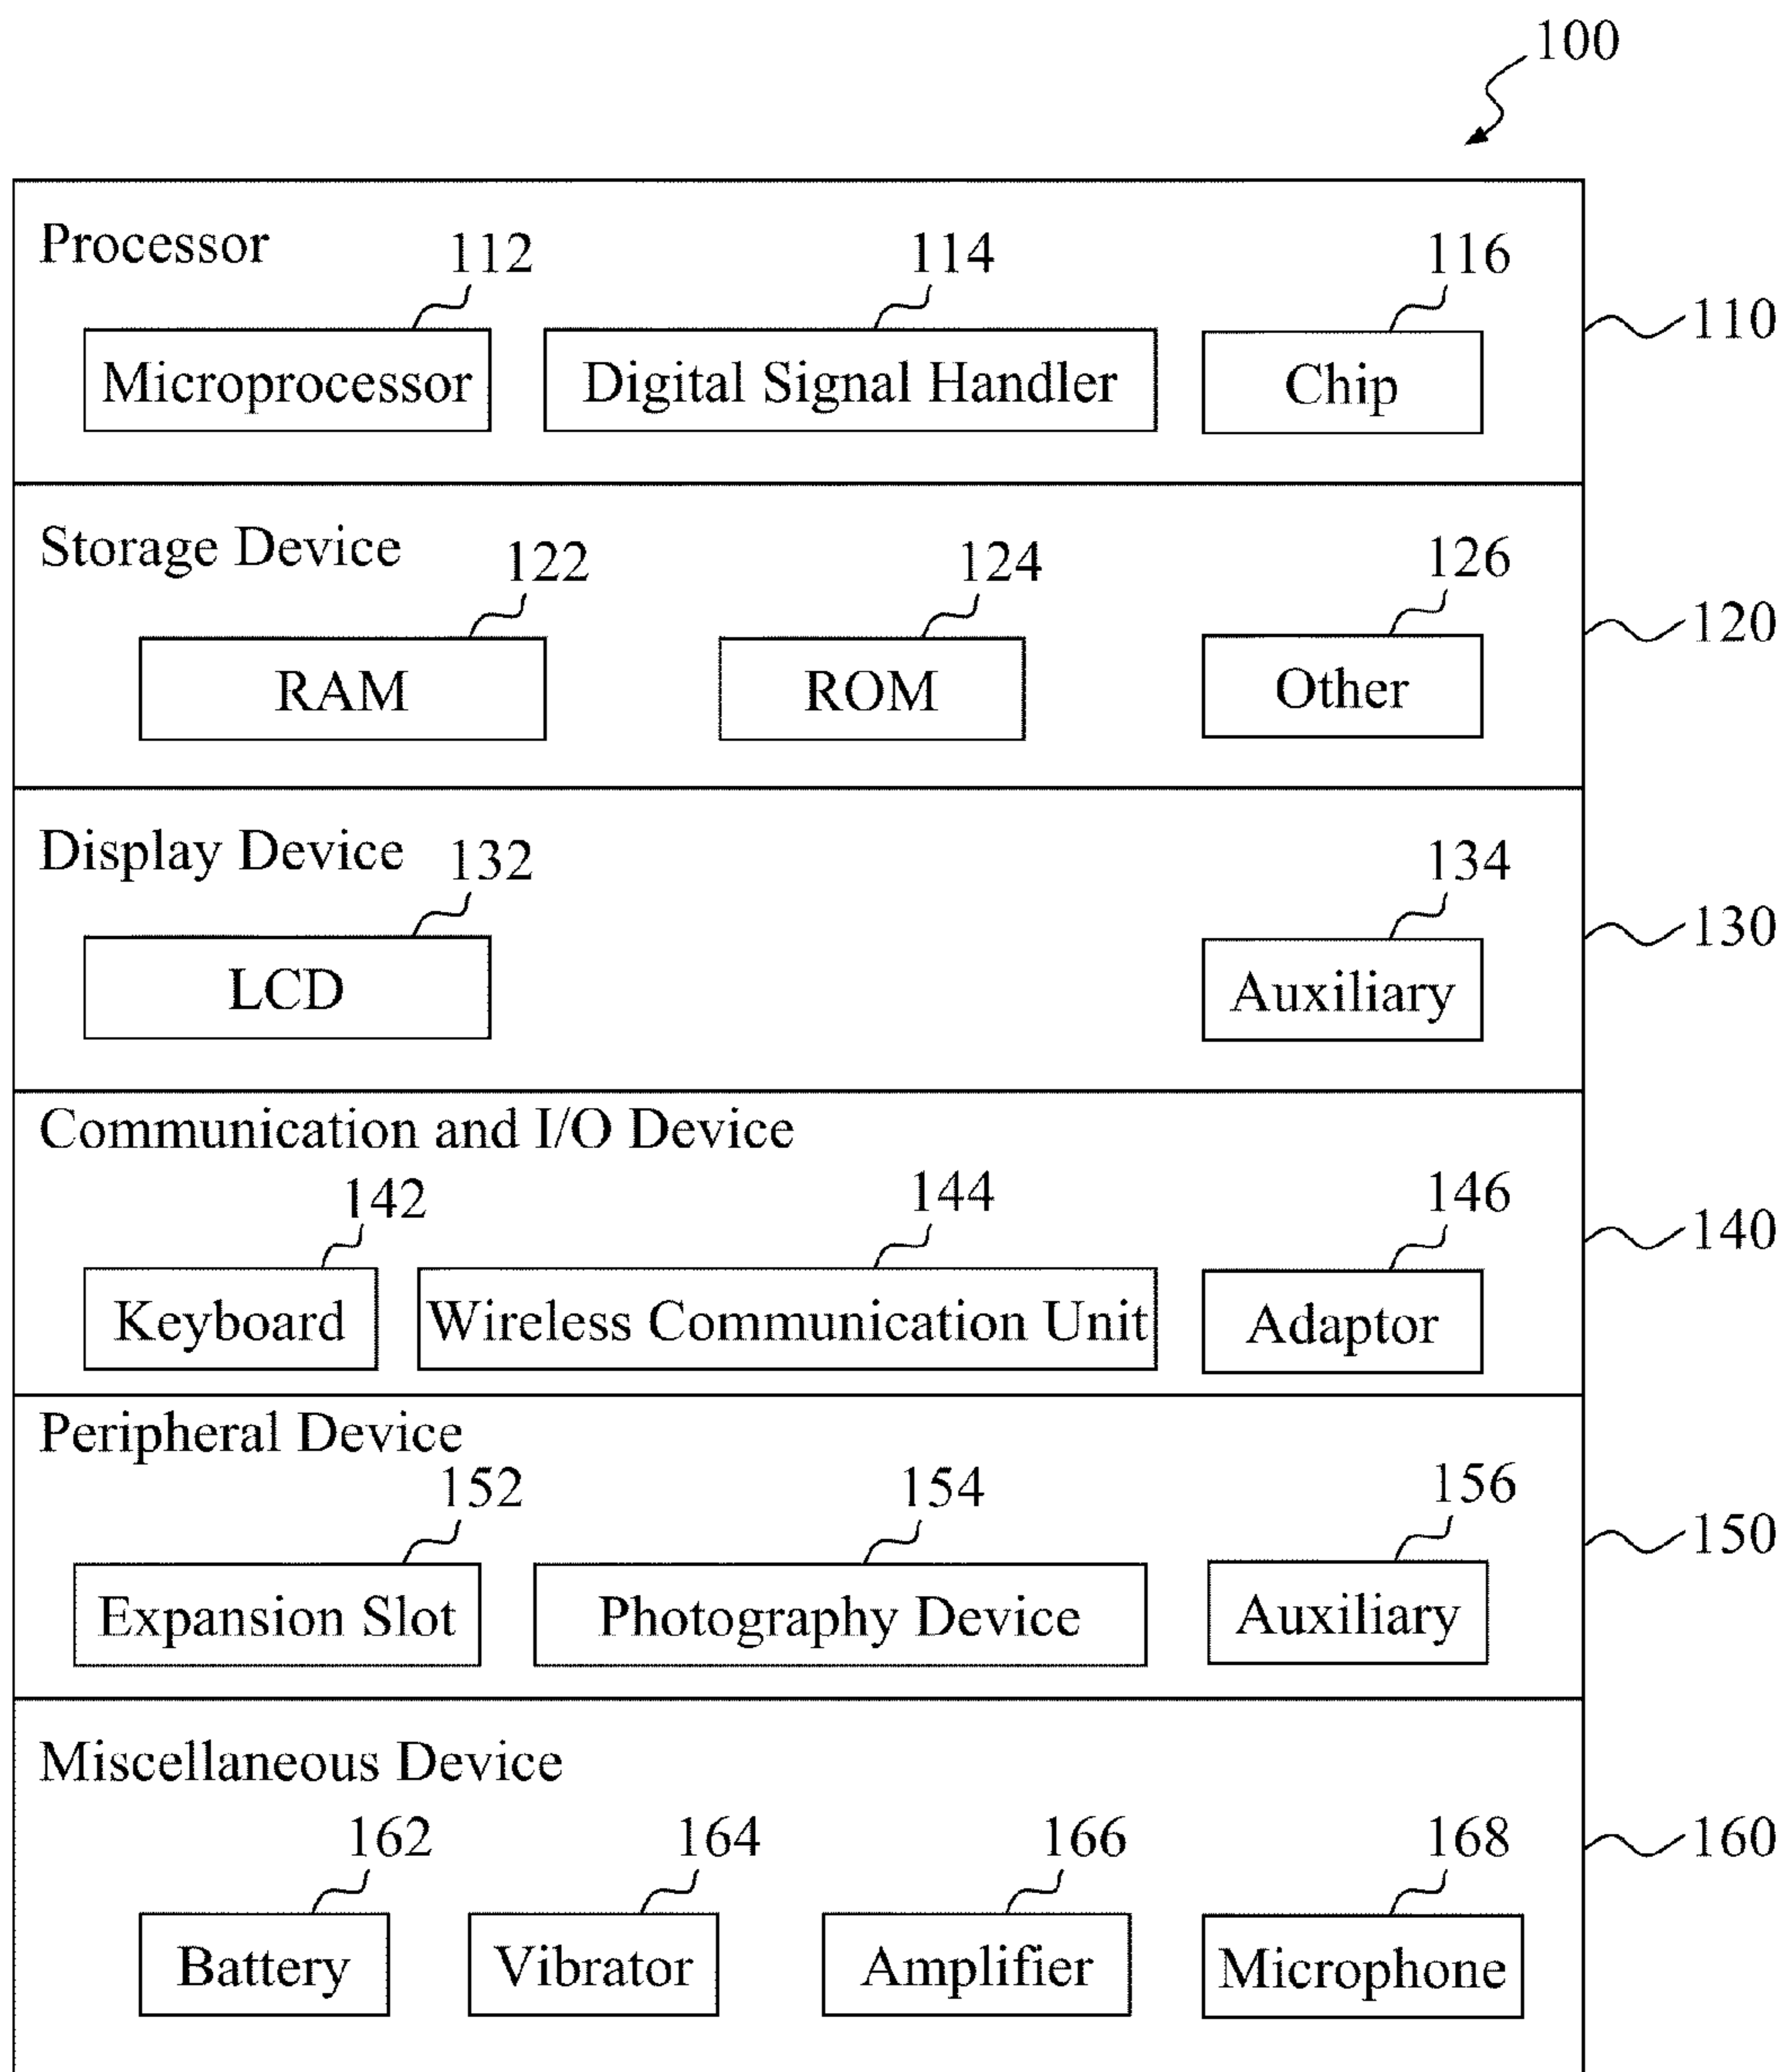 100
Processor
112 114 116
110
Microprocessor Digital Signal Handler Chip
Storage Device
122 124 126
120
RAM ROM Other
Display Device
132 134
130
LCD Auxiliary
Communication and I/O Device
142 144 146
140
Keyboard Wireless Communication Unit Adaptor
Peripheral Device
152 154 156
150
Expansion Slot Photography Device Auxiliary
Miscellaneous Device
162 164 166 168
160
Battery Vibrator Amplifier Microphone